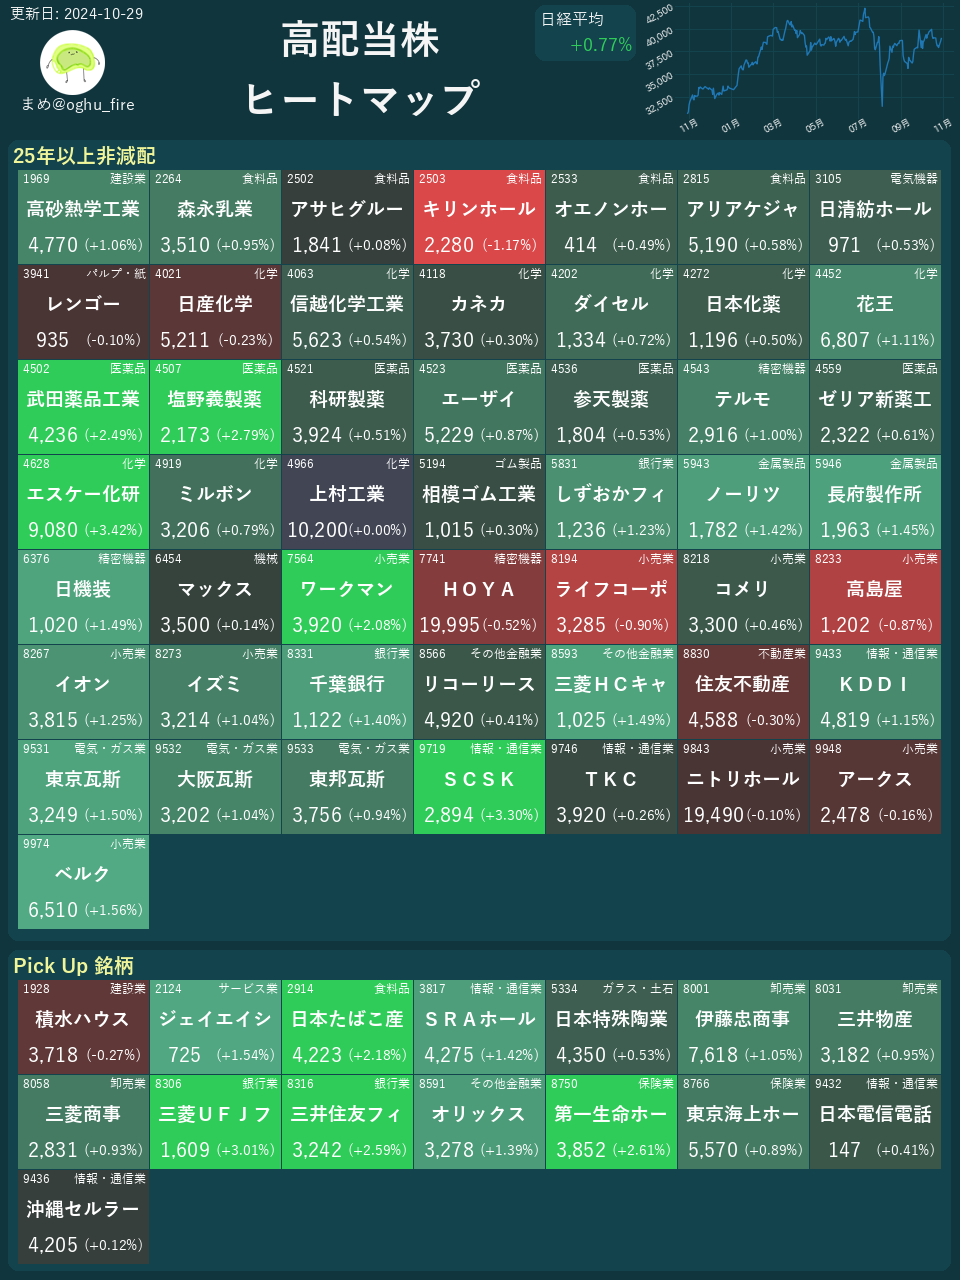 更新日: 2024-10-29
まめ@oghu_fire
高配当株
ヒートマップ
日経平均
+0.77%
42,500
40,000
37,500
35,000
32,500
11月 01月 03月 05月 07月 09月 11月
25年以上非減配
1969 建設業 2264 食料品 2502 食料品 2503 食料品 2533 食料品 2815 食料品 3105 電気機器
高砂熱学工業 森永乳業 アサヒグルー キリンホール オエノンホー アリアケジャ 日清紡ホール
4,770 (+1.06%) 3,510 (+0.95%) 1,841 (+0.08%) 2,280 (-1.17%) 414 (+0.49%) 5,190 (+0.58%) 971 (+0.53%)
3941 パルプ・紙 4021 化学 4063 化学 4118 化学 4202 化学 4272 化学 4452 化学
レンゴー 日産化学 信越化学工業 カネカ ダイセル 日本化薬 花王
935 (-0.10%) 5,211 (-0.23%) 5,623 (+0.54%) 3,730 (+0.30%) 1,334 (+0.72%) 1,196 (+0.50%) 6,807 (+1.11%)
4502 医薬品 4507 医薬品 4521 医薬品 4523 医薬品 4536 医薬品 4543 精密機器 4559 医薬品
武田薬品工業 塩野義製薬 科研製薬 エーザイ 参天製薬 テルモ ゼリア新薬工
4,236 (+2.49%) 2,173 (+2.79%) 3,924 (+0.51%) 5,229 (+0.87%) 1,804 (+0.53%) 2,916 (+1.00%) 2,322 (+0.61%)
4628 化学 4919 化学 4966 化学 5194 ゴム製品 5831 銀行業 5943 金属製品 5946 金属製品
エスケー化研 ミルボン 上村工業 相模ゴム工業 しずおかフィ ノーリツ 長府製作所
9,080 (+3.42%) 3,206 (+0.79%) 10,200(+0.00%) 1,015 (+0.30%) 1,236 (+1.23%) 1,782 (+1.42%) 1,963 (+1.45%)
6376 精密機器 6454 機械 7564 小売業 7741 精密機器 8194 小売業 8218 小売業 8233 小売業
日機装 マックス ワークマン ＨＯＹＡ ライフコーポ コメリ 高島屋
1,020 (+1.49%) 3,500 (+0.14%) 3,920 (+2.08%) 19,995(-0.52%) 3,285 (-0.90%) 3,300 (+0.46%) 1,202 (-0.87%)
8267 小売業 8273 小売業 8331 銀行業 8566 その他金融業 8593 その他金融業 8830 不動産業 9433 情報・通信業
イオン イズミ 千葉銀行 リコーリース 三菱ＨＣキャ 住友不動産 ＫＤＤＩ
3,815 (+1.25%) 3,214 (+1.04%) 1,122 (+1.40%) 4,920 (+0.41%) 1,025 (+1.49%) 4,588 (-0.30%) 4,819 (+1.15%)
9531 電気・ガス業 9532 電気・ガス業 9533 電気・ガス業 9719 情報・通信業 9746 情報・通信業 9843 小売業 9948 小売業
東京瓦斯 大阪瓦斯 東邦瓦斯 ＳＣＳＫ ＴＫＣ ニトリホール アークス
3,249 (+1.50%) 3,202 (+1.04%) 3,756 (+0.94%) 2,894 (+3.30%) 3,920 (+0.26%) 19,490(-0.10%) 2,478 (-0.16%)
9974 小売業
ベルク
6,510 (+1.56%)
Pick Up 銘柄
1928 建設業 2124 サービス業 2914 食料品 3817 情報・通信業 5334 ガラス・土石 8001 卸売業 8031 卸売業
積水ハウス ジェイエイシ 日本たばこ産 ＳＲＡホール 日本特殊陶業 伊藤忠商事 三井物産
3,718 (-0.27%) 725 (+1.54%) 4,223 (+2.18%) 4,275 (+1.42%) 4,350 (+0.53%) 7,618 (+1.05%) 3,182 (+0.95%)
8058 卸売業 8306 銀行業 8316 銀行業 8591 その他金融業 8750 保険業 8766 保険業 9432 情報・通信業
三菱商事 三菱ＵＦＪフ 三井住友フィ オリックス 第一生命ホー 東京海上ホー 日本電信電話
2,831 (+0.93%) 1,609 (+3.01%) 3,242 (+2.59%) 3,278 (+1.39%) 3,852 (+2.61%) 5,570 (+0.89%) 147 (+0.41%)
9436 情報・通信業
沖縄セルラー
4,205 (+0.12%)